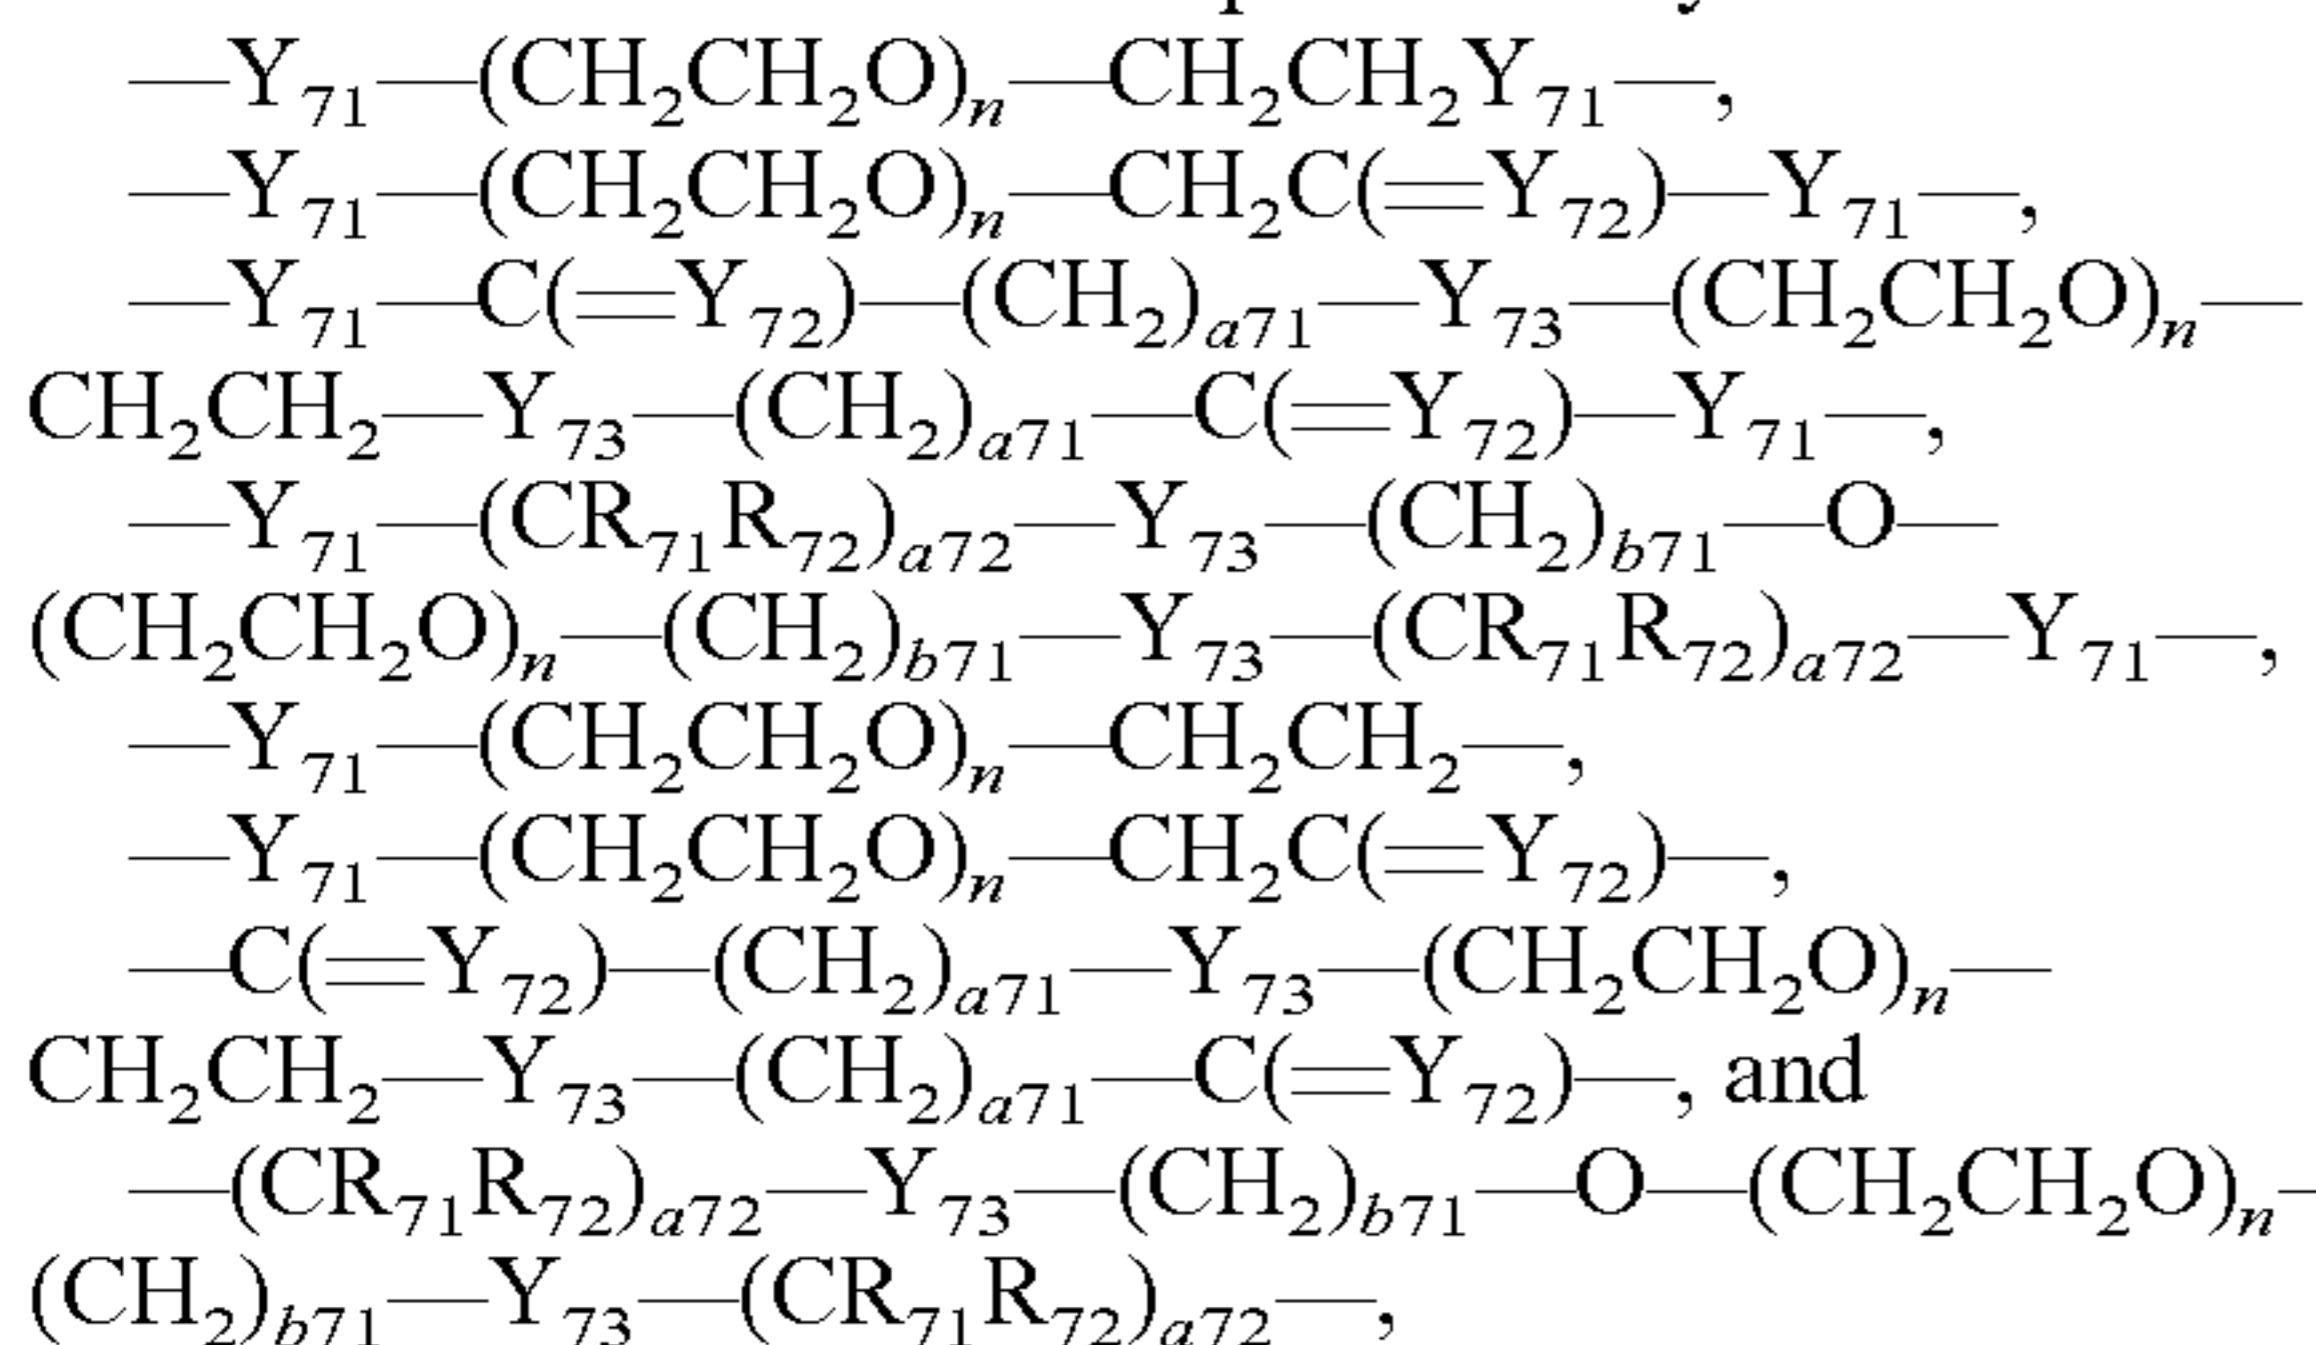 —Y71—(CH2CH2O)n—CH2CH2Y71—,
—Y71—(CH2CH2O)n—CH2C(=Y72)—Y71—,
—Y71—C(=Y72)—(CH2)a71—Y73—(CH2CH2O)n—
CH2CH2—Y73—(CH2)a71—C(=Y72)—Y71—,
—Y71—(CR71R72)a72—Y73—(CH2)b71—O—
(CH2CH2O)n—(CH2)b71—Y73—(CR71R72)a72—Y71—,
—Y71—(CH2CH2O)n—CH2CH2—,
—Y71—(CH2CH2O)n—CH2C(=Y72)—,
—C(=Y72)—(CH2)a71—Y73—(CH2CH2O)n—
CH2CH2—Y73—(CH2)a71—C(=Y72)—, and
—(CR71R72)a72—Y73—(CH2)b71—O—(CH2CH2O)n—
(CH2)b71—Y73—(CR71R72)a72—,